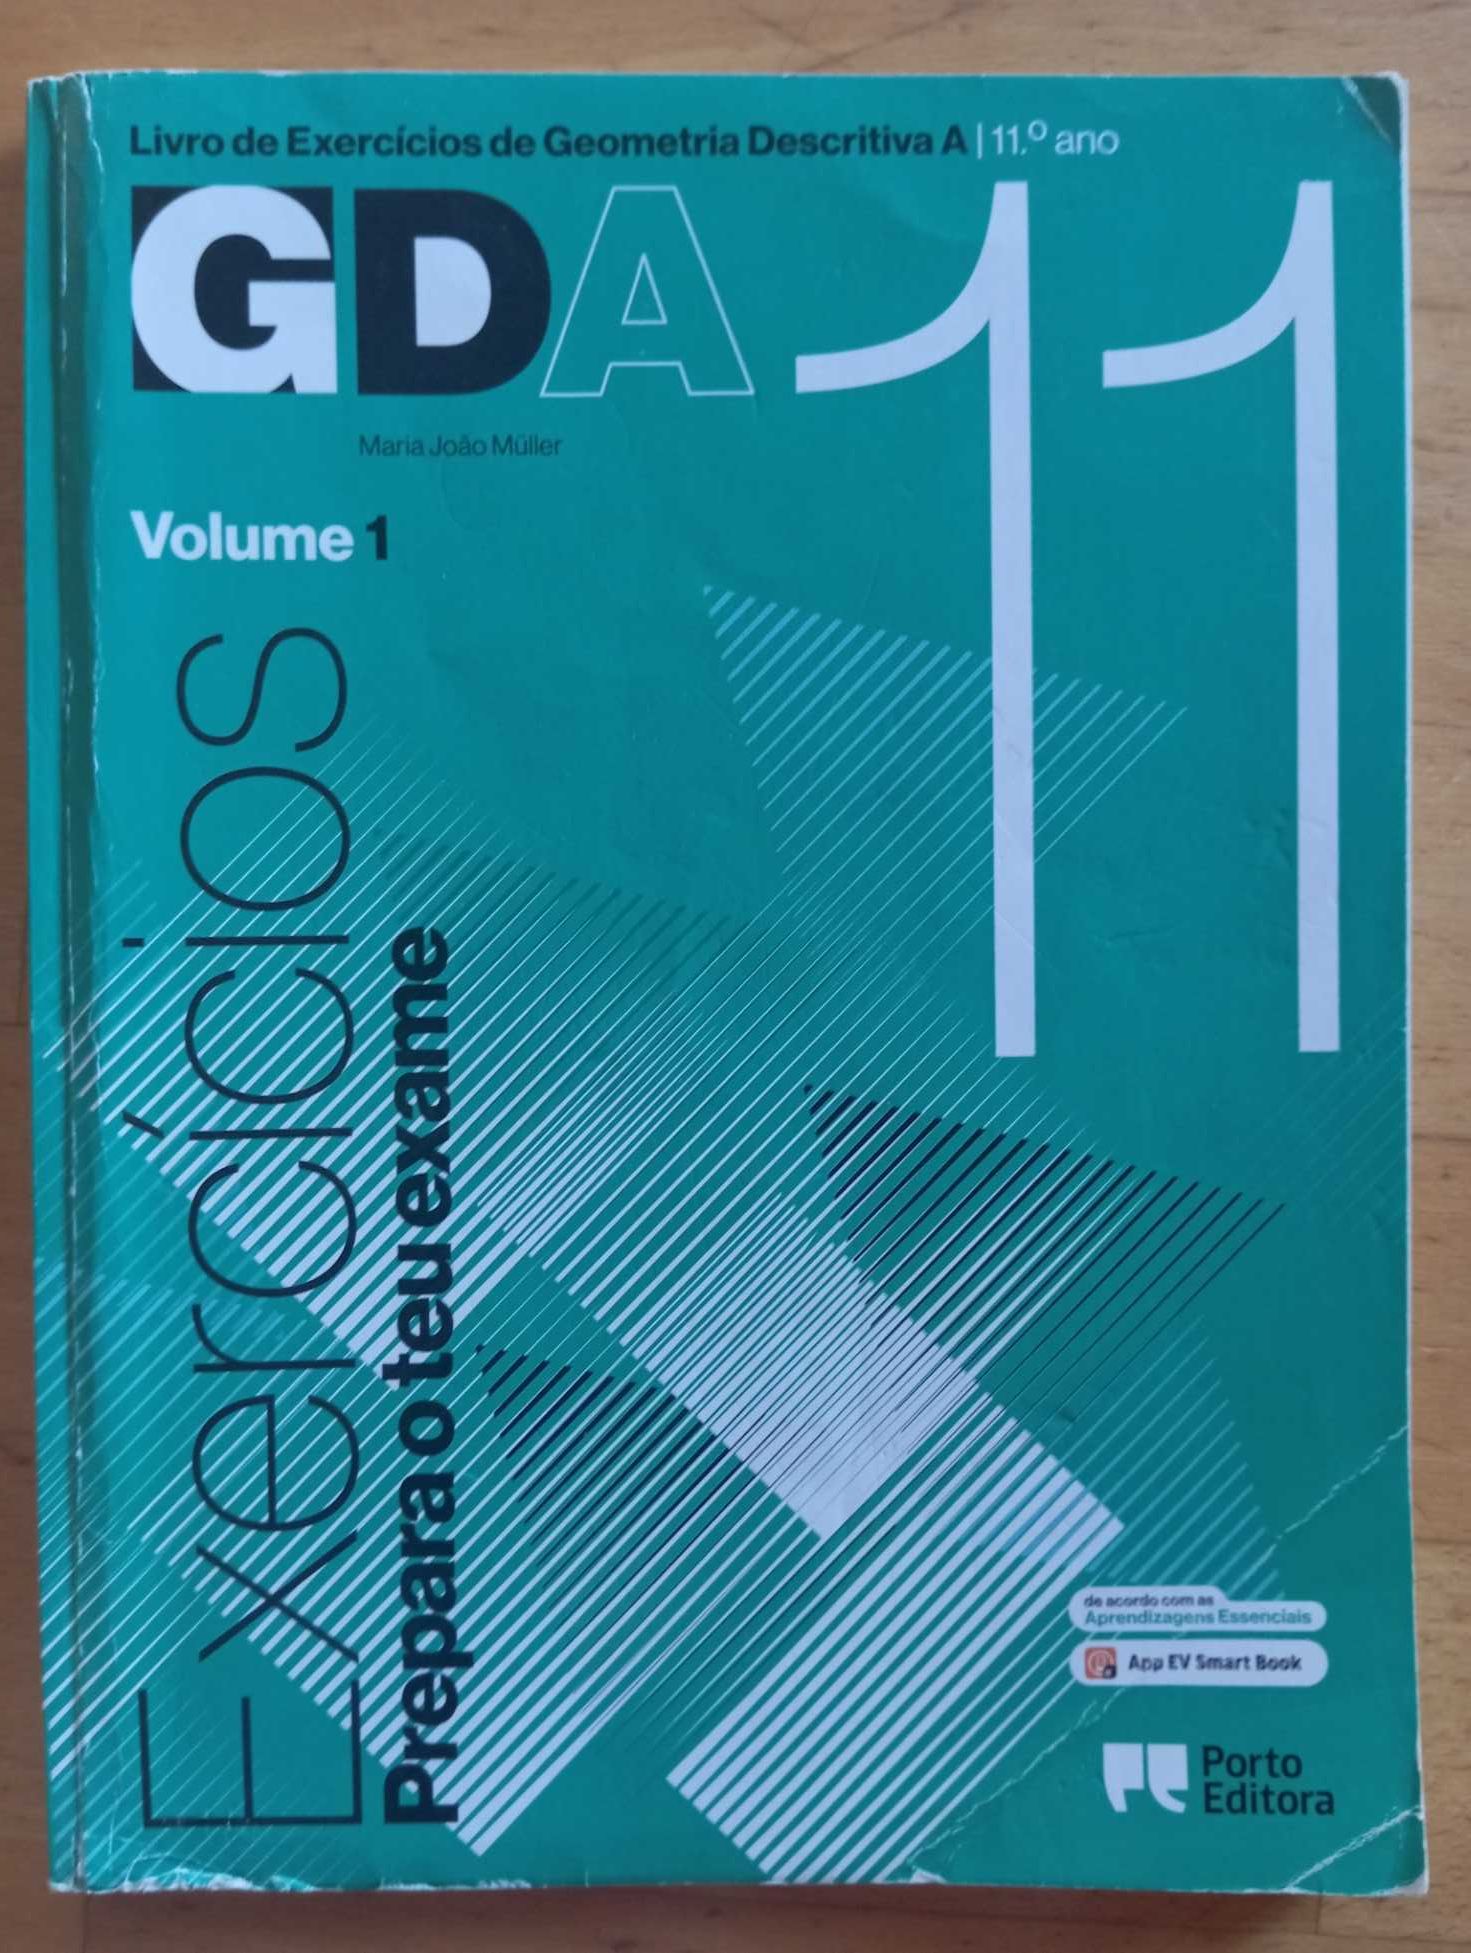 Livro de Exercícios de Geometria Descritiva A | 11.º ano
GDA 11
Maria João Müller
Volume 1
Exercícios
Prepara o teu exame
de acordo com as
Aprendizagens Essenciais
App EV Smart Book
Porto
Editora